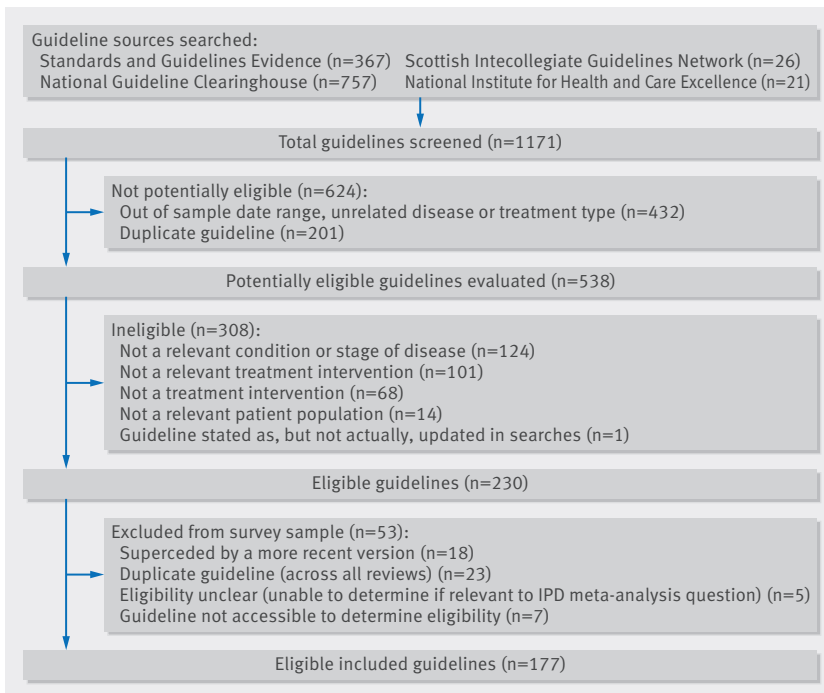 Guideline sources searched:
Standards and Guidelines Evidence (n=367) Scottish Intecollegiate Guidelines Network (n=26)
National Guideline Clearinghouse (n=757) National Institute for Health and Care Excellence (n=21)
Total guidelines screened (n=1171)
Not potentially eligible (n=624):
Out of sample date range, unrelated disease or treatment type (n=432)
Duplicate guideline (n=201)
Potentially eligible guidelines evaluated (n=538)
Ineligible (n=308):
Not a relevant condition or stage of disease (n=124)
Not a relevant treatment intervention (n=101)
Not a treatment intervention (n=68)
Not a relevant patient population (n=14)
Guideline stated as, but not actually, updated in searches (n=1)
Eligible guidelines (n=230)
Excluded from survey sample (n=53):
Superceded by a more recent version (n=18)
Duplicate guideline (across all reviews) (n=23)
Eligibility unclear (unable to determine if relevant to IPD meta-analysis question) (n=5)
Guideline not accessible to determine eligibility (n=7)
Eligible included guidelines (n=177)